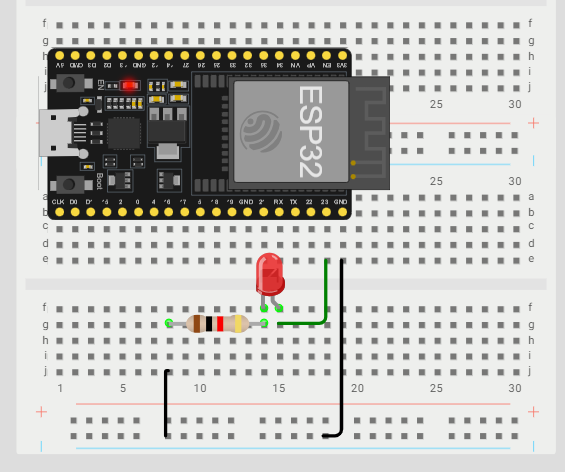 f f
g g
h h
i i
j j
5V CMD D3 D2 13 GND 12 14 27 26 25 33 32 35 34 VN VP EN 3V3
EN
ESP32
25 30
+ +
25 30
Boot
CLK D0 D1 15 2 0 4 16 17 5 18 19 GND 21 RX TX 22 23 GND
a a
b b
c c
d d
e e
f f
g g
h h
i i
j j
1 5 10 15 20 25 30
+ +
- -